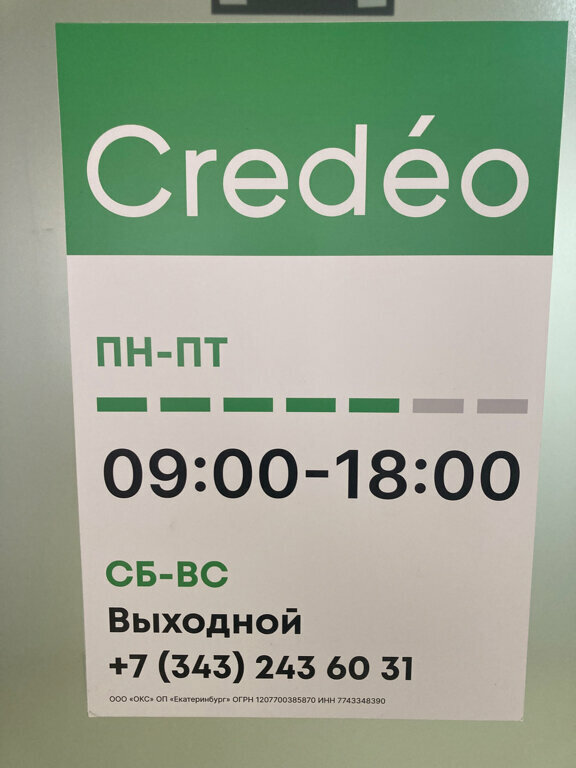 Credéo
ПН-ПТ
09:00-18:00
СБ-ВС
Выходной
+7 (343) 243 60 31
ООО «ОКС» ОП «Екатеринбург» ОГРН 1207700385870 ИНН 7743348390